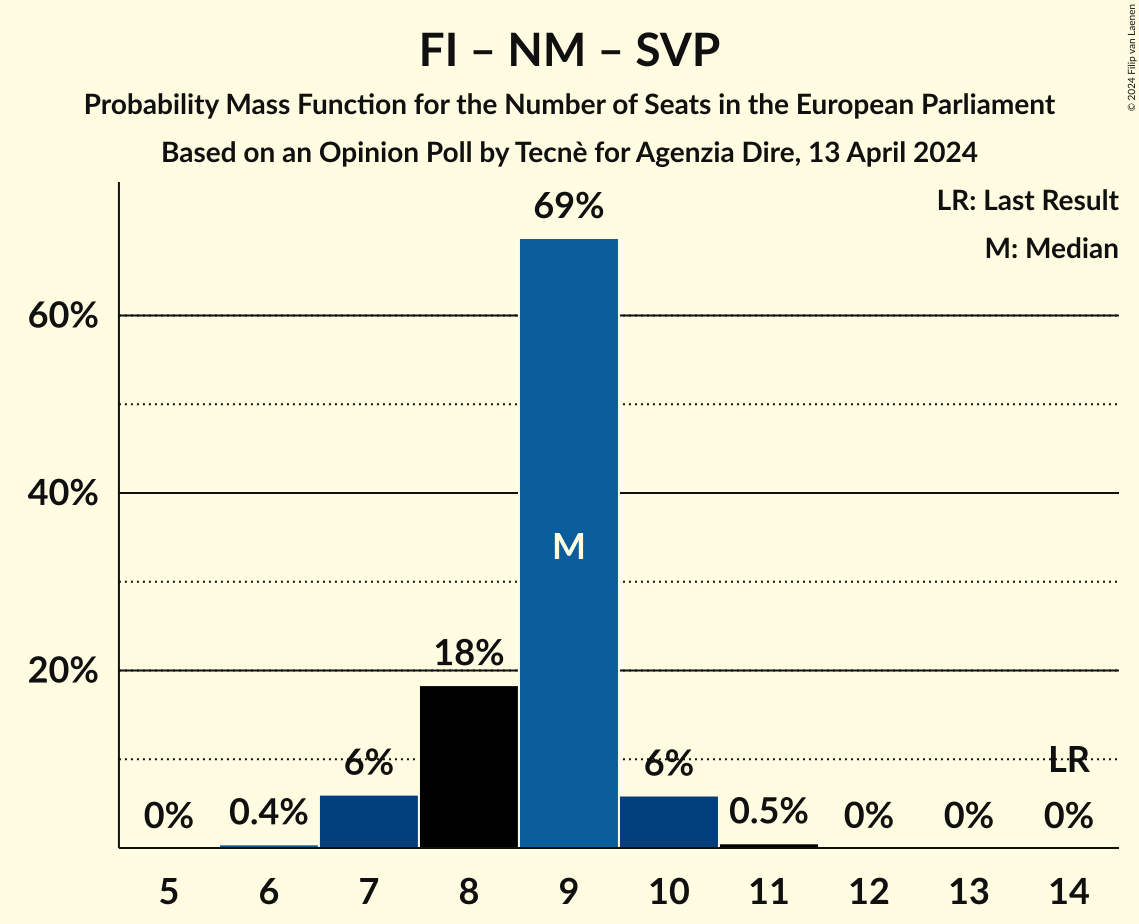 FI – NM – SVP
Probability Mass Function for the Number of Seats in the European Parliament
Based on an Opinion Poll by Tecnè for Agenzia Dire, 13 April 2024
© 2024 Filip van Laenen
LR: Last Result
M: Median
69%
60%
40%
M
18%
20%
6%
6%
LR
0%
0.4%
0.5%
0%
0%
0%
5 6 7 8 9 10 11 12 13 14